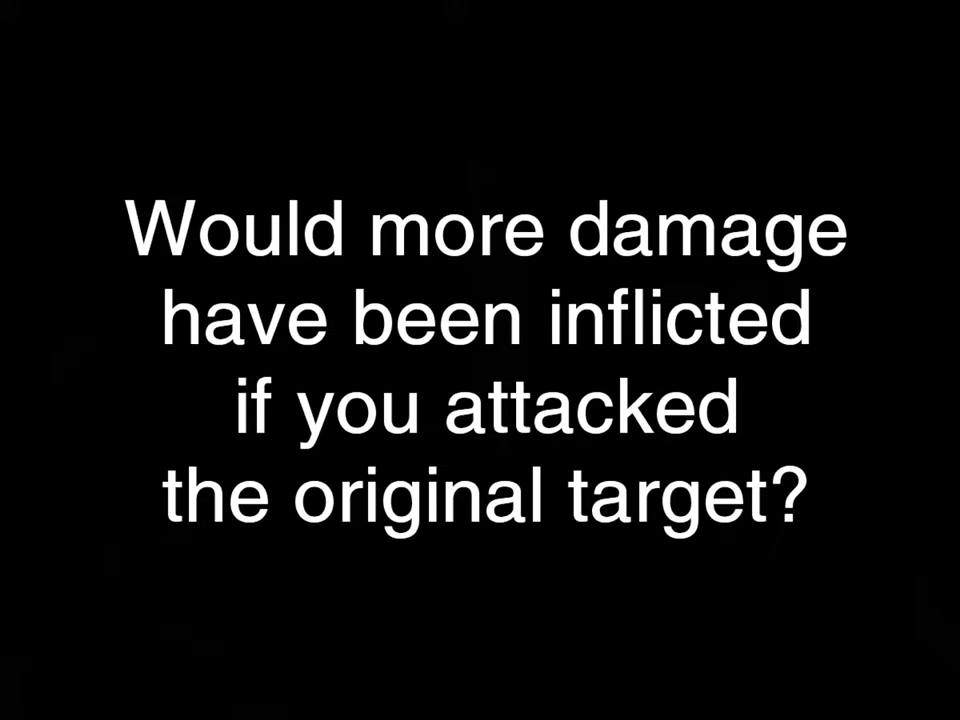 Would more damage
have been inflicted
if you attacked
the original target?